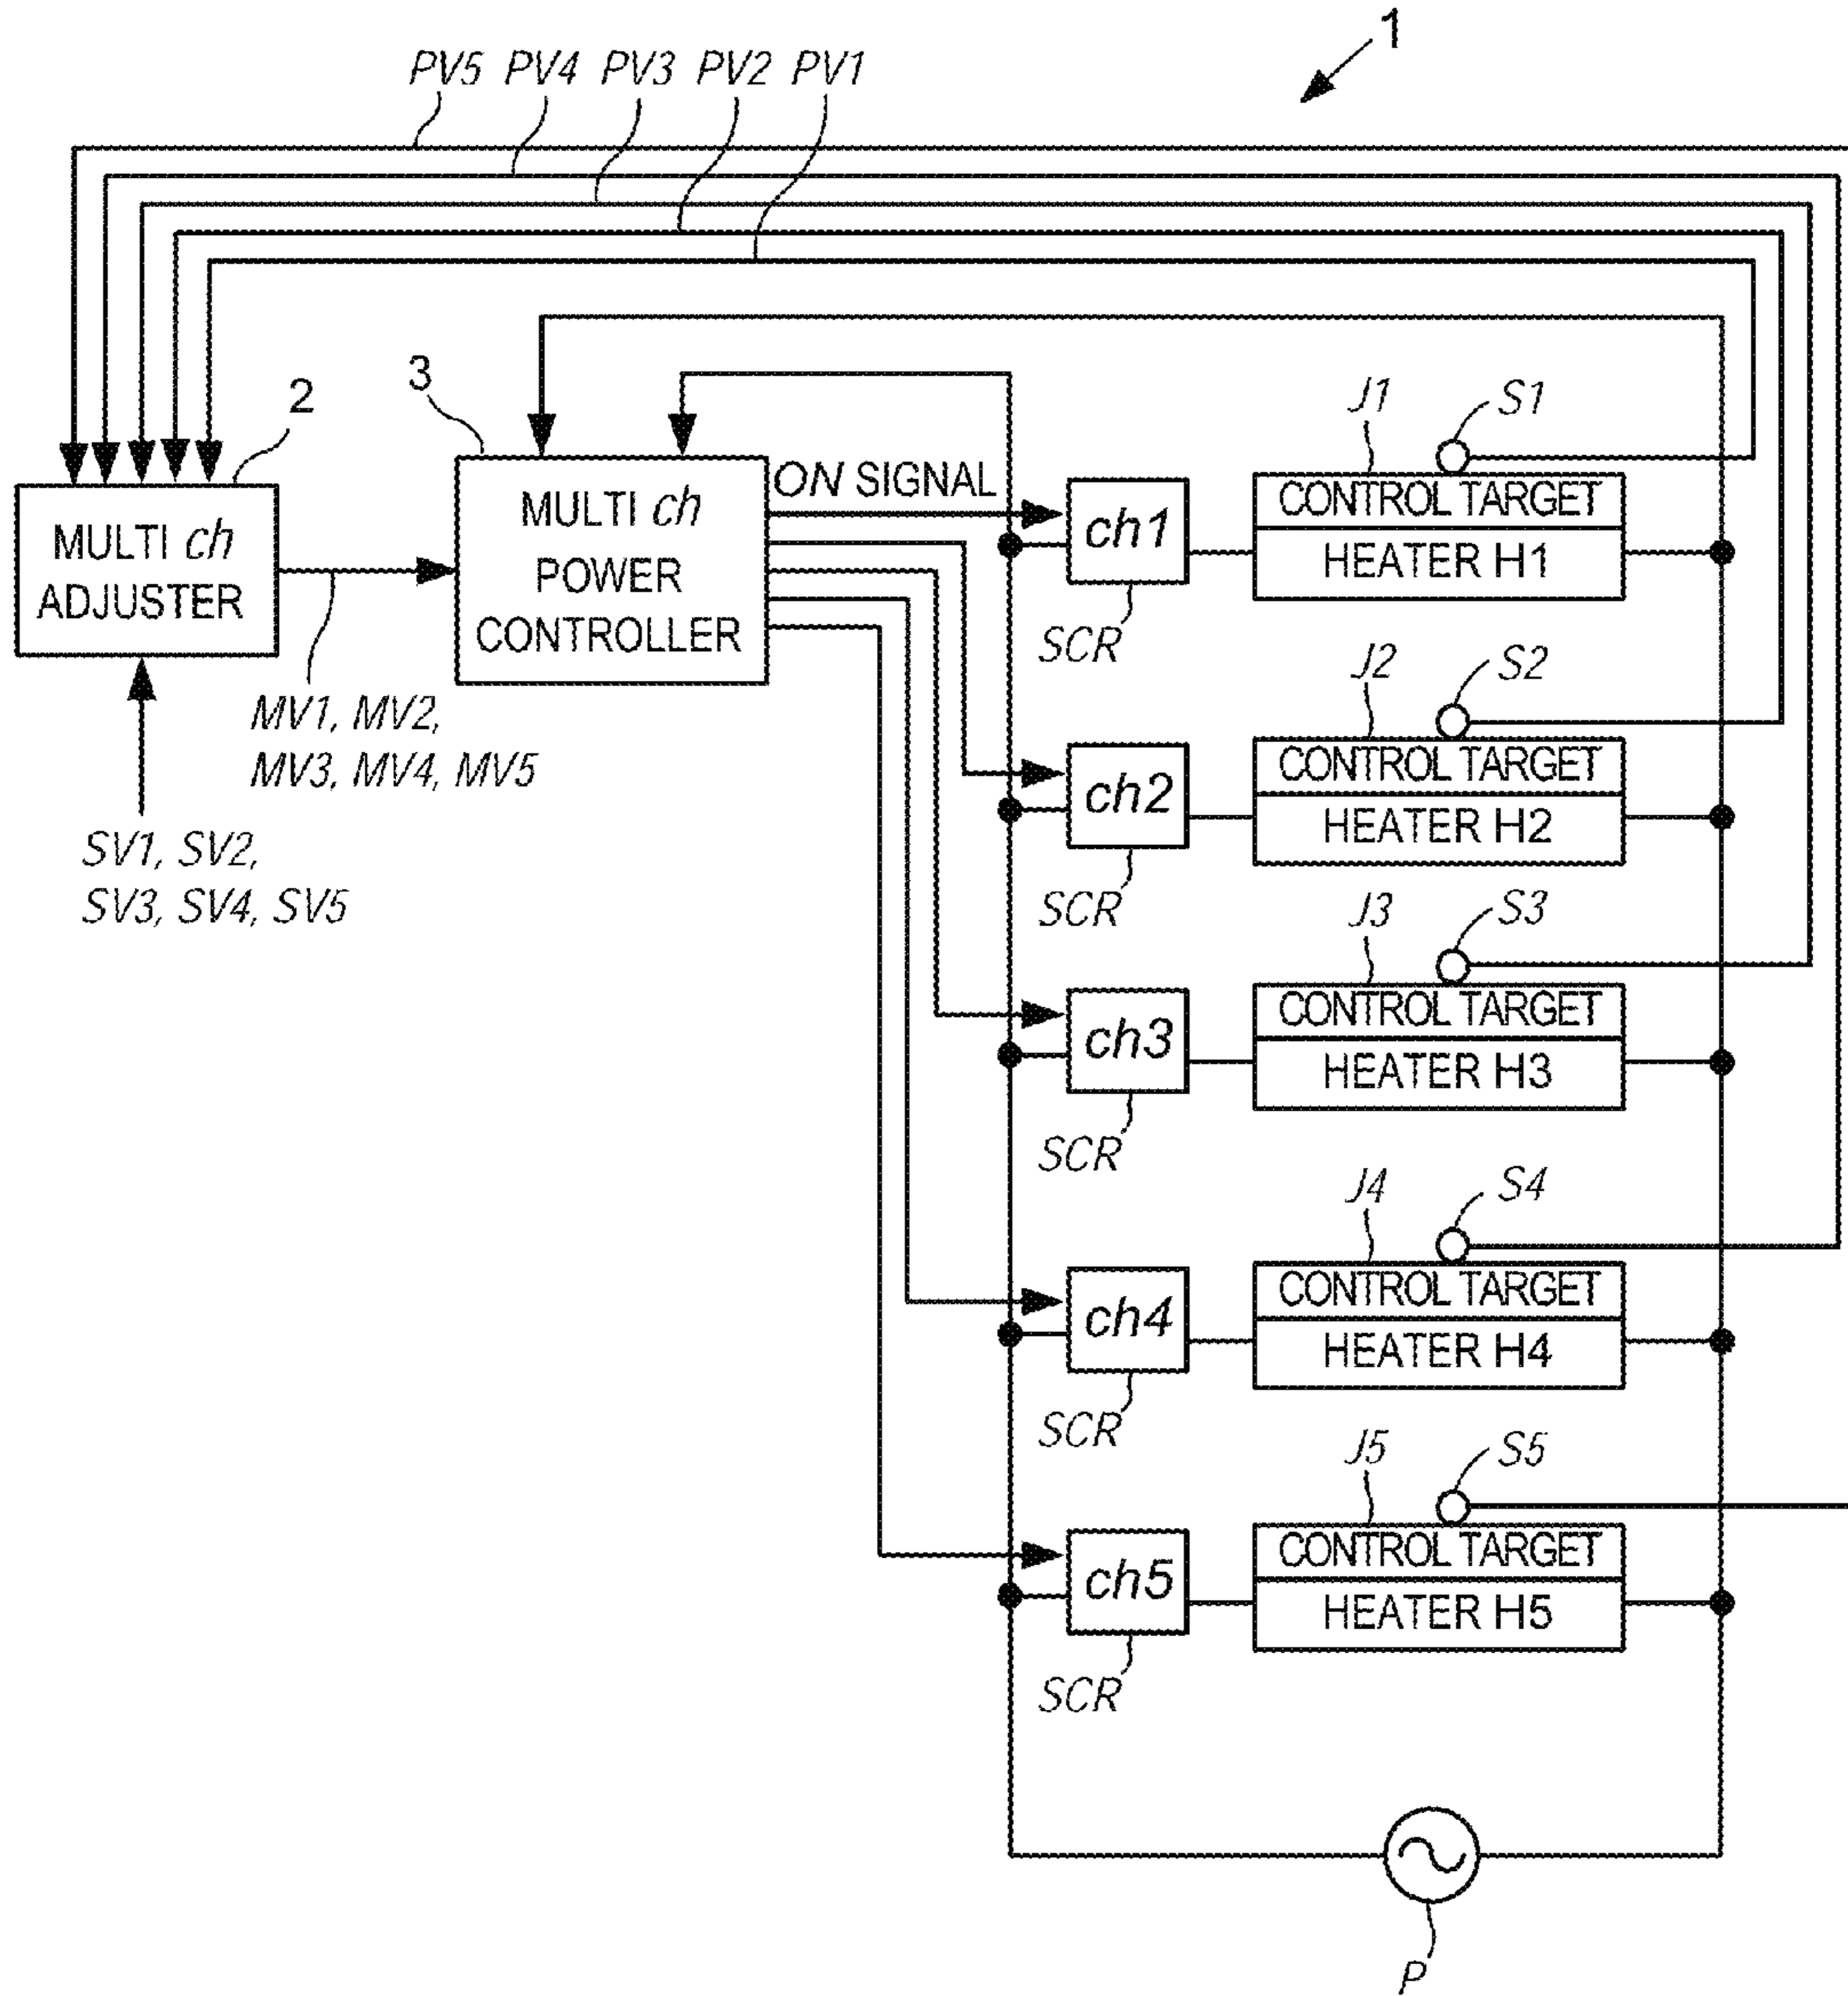 1
PV5 PV4 PV3 PV2 PV1
2
3
MULTI ch
ADJUSTER
MULTI ch
POWER
CONTROLLER
ON SIGNAL
MV1, MV2,
MV3, MV4, MV5
SV1, SV2,
SV3, SV4, SV5
ch1
SCR
J1
S1
CONTROL TARGET
HEATER H1
ch2
SCR
J2
S2
CONTROL TARGET
HEATER H2
ch3
SCR
J3
S3
CONTROL TARGET
HEATER H3
ch4
SCR
J4
S4
CONTROL TARGET
HEATER H4
ch5
SCR
J5
S5
CONTROL TARGET
HEATER H5
P